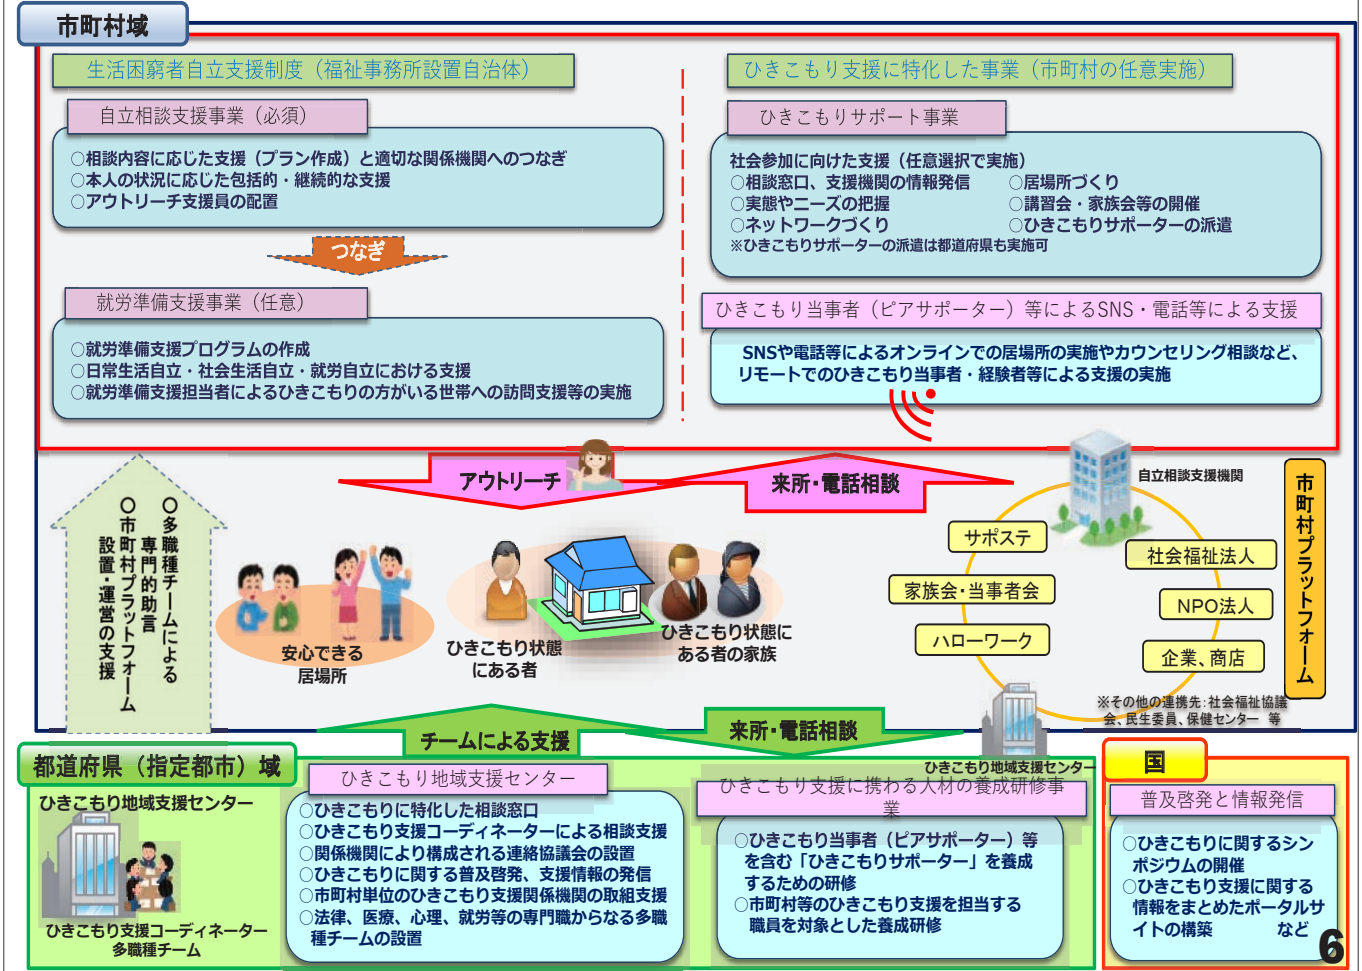 市町村域
生活困窮者自立支援制度（福祉事務所設置自治体）
自立相談支援事業（必須）
○相談内容に応じた支援（プラン作成）と適切な関係機関へのつなぎ
○本人の状況に応じた包括的・継続的な支援
○アウトリーチ支援員の配置
つなぎ
就労準備支援事業（任意）
○就労準備支援プログラムの作成
○日常生活自立・社会生活自立・就労自立における支援
○就労準備支援担当者によるひきこもりの方がいる世帯への訪問支援等の実施
ひきこもり支援に特化した事業（市町村の任意実施）
ひきこもりサポート事業
社会参加に向けた支援（任意選択で実施）
○相談窓口、支援機関の情報発信　○居場所づくり
○実態やニーズの把握　○講習会・家族会等の開催
○ネットワークづくり　○ひきこもりサポーターの派遣
※ひきこもりサポーターの派遣は都道府県も実施可
ひきこもり当事者（ピアサポーター）等によるSNS・電話等による支援
SNSや電話等によるオンラインでの居場所の実施やカウンセリング相談など、
リモートでのひきこもり当事者・経験者等による支援の実施
アウトリーチ
来所・電話相談
○多職種チームによる
専門的助言
○市町村プラットフォーム
設置・運営の支援
安心できる
居場所
ひきこもり状態
にある者
ひきこもり状態に
ある者の家族
自立相談支援機関
サポステ
家族会・当事者会
ハローワーク
社会福祉法人
NPO法人
企業、商店
市町村プラットフォーム
※その他の連携先：社会福祉協議
会、民生委員、保健センター　等
ひきこもり地域支援センター
チームによる支援
来所・電話相談
都道府県（指定都市）域
ひきこもり地域支援センター
ひきこもり支援コーディネーター
多職種チーム
ひきこもり地域支援センター
○ひきこもりに特化した相談窓口
○ひきこもり支援コーディネーターによる相談支援
○関係機関により構成される連絡協議会の設置
○ひきこもりに関する普及啓発、支援情報の発信
○市町村単位のひきこもり支援関係機関の取組支援
○法律、医療、心理、就労等の専門職からなる多職
種チームの設置
ひきこもり支援に携わる人材の養成研修事
業
○ひきこもり当事者（ピアサポーター）等
を含む「ひきこもりサポーター」を養成
するための研修
○市町村等のひきこもり支援を担当する
職員を対象とした養成研修
国
普及啓発と情報発信
○ひきこもりに関するシン
ポジウムの開催
○ひきこもり支援に関する
情報をまとめたポータルサ
イトの構築　など
6